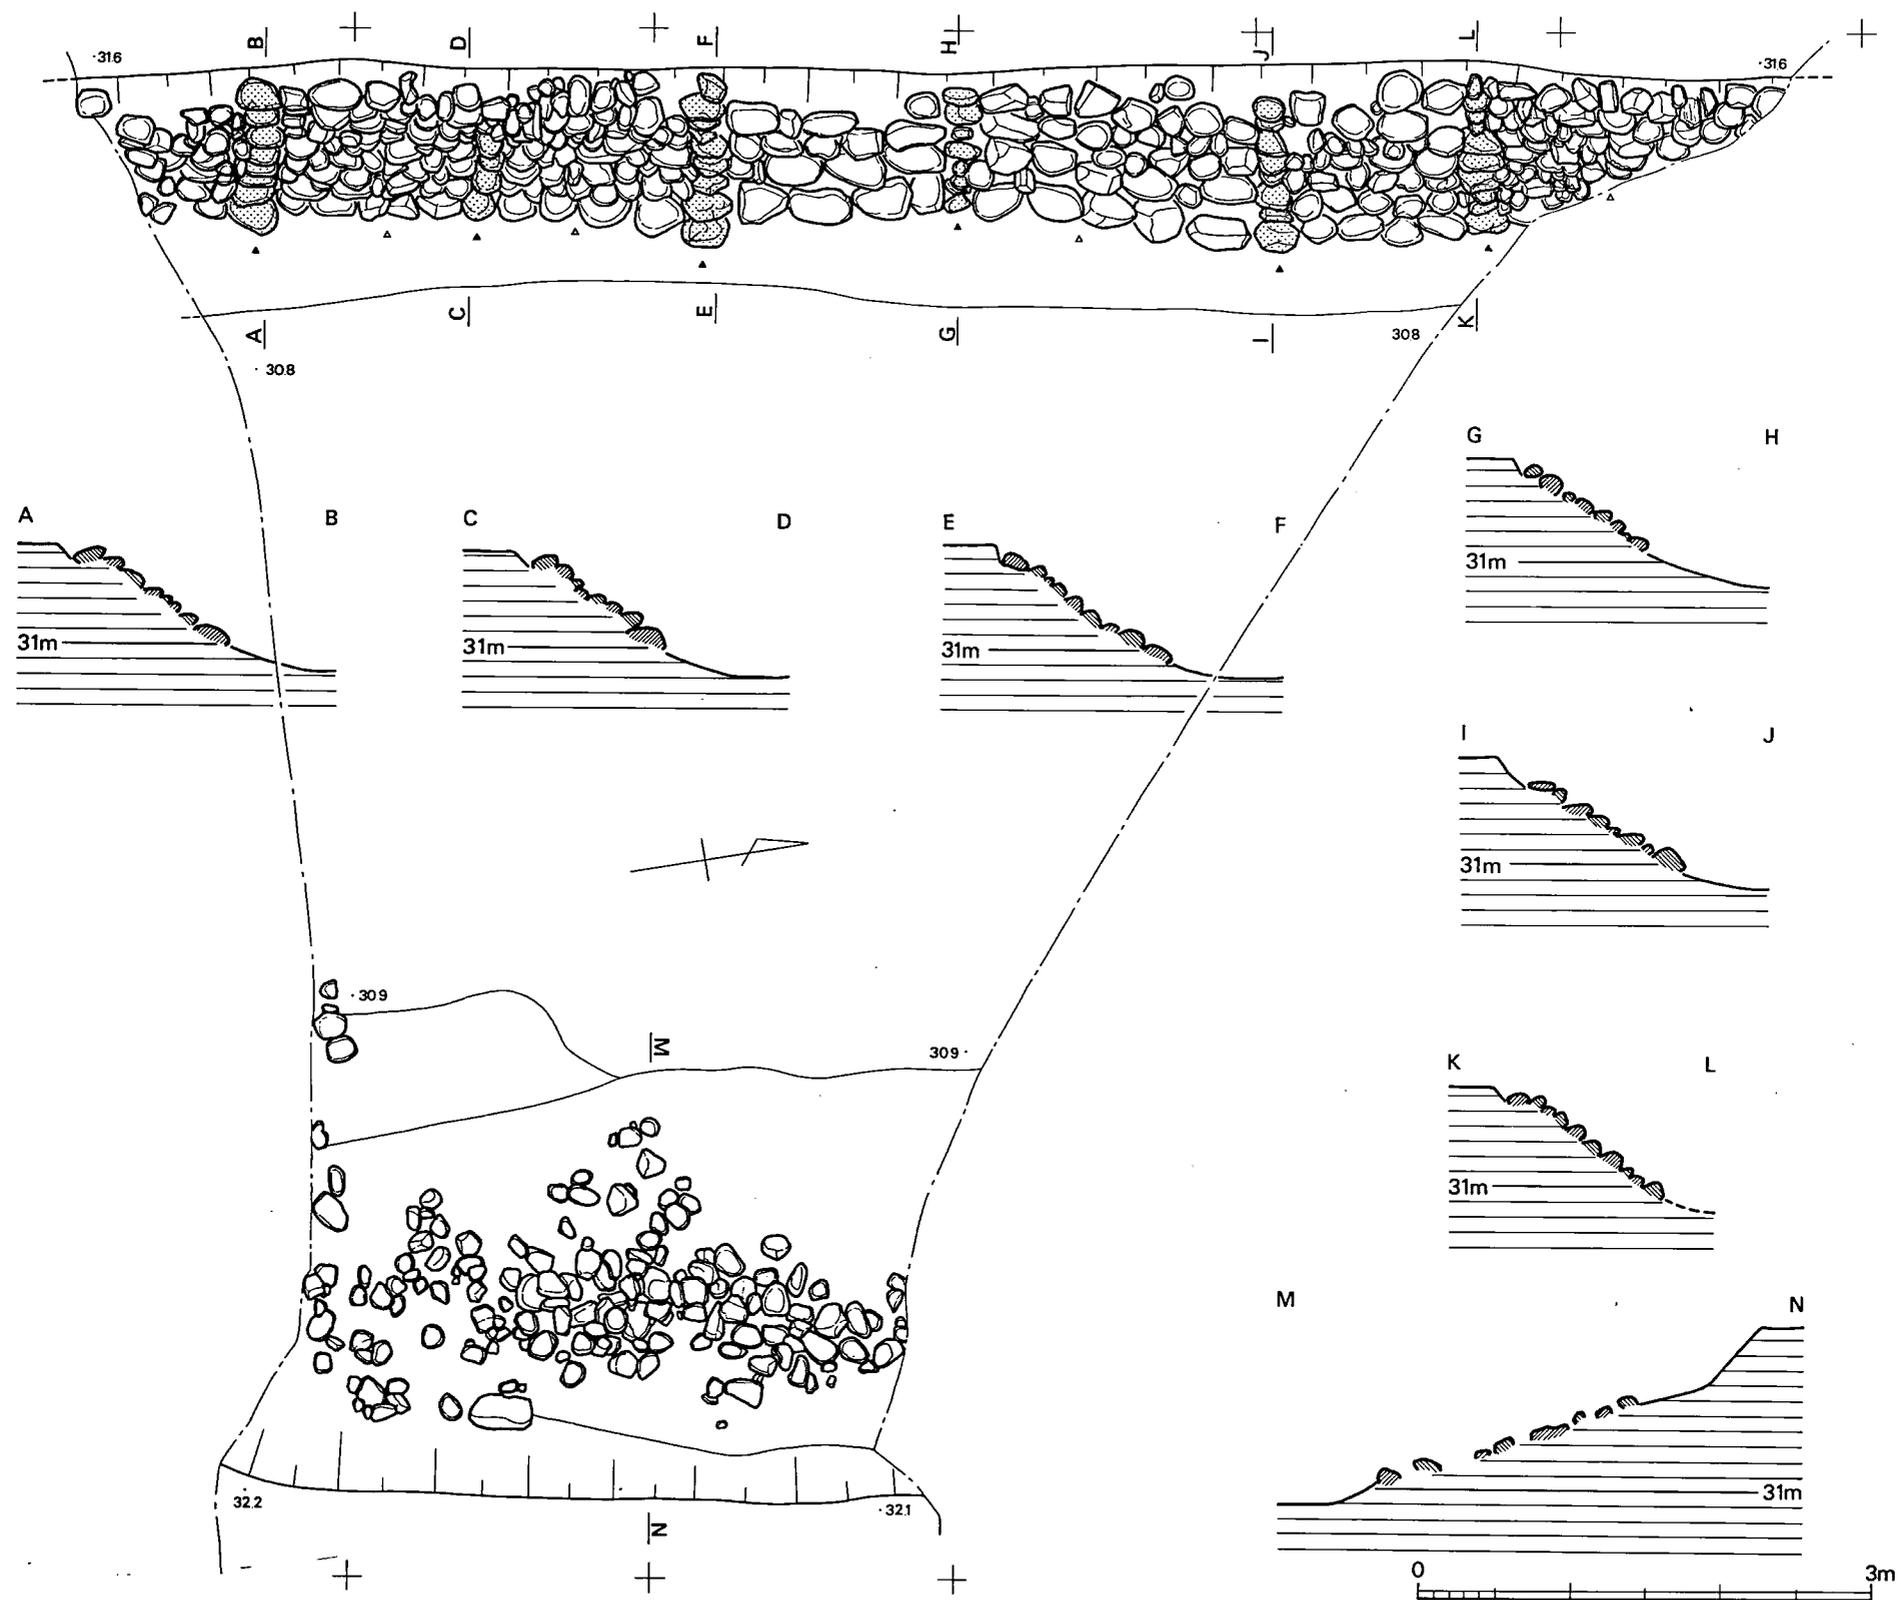 B D F H J L
·316 ·316
A C E G I K
·308 308
G H
31m
A B C D E F
31m 31m 31m
I J
31m
·309
M
309·
K L
31m
M N
31m
32.2 ·32.1
N
0 3m